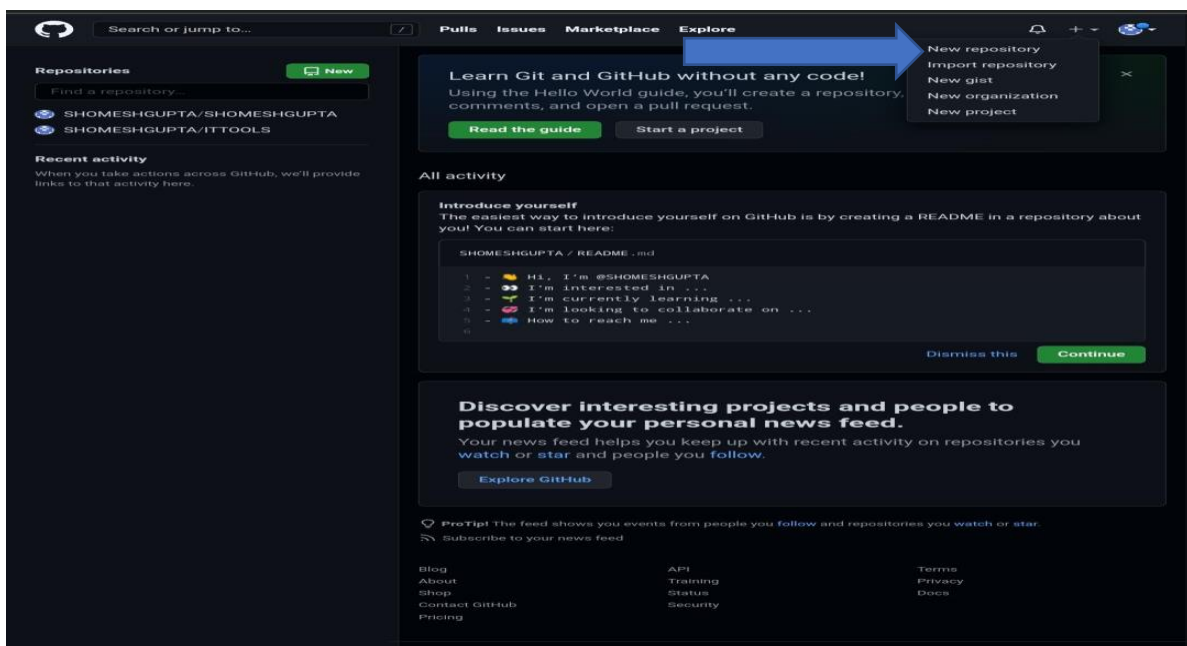 Search or jump to...
/
Pulls Issues Marketplace Explore
New repository
Import repository
New gist
New organization
New project
Repositories
New
Find a repository...
SHOMESHGUPTA/SHOMESHGUPTA
SHOMESHGUPTA/ITTOOLS
Recent activity
When you take actions across GitHub, we'll provide
links to that activity here.
Learn Git and GitHub without any code!
Using the Hello World guide, you'll create a repository,
comments, and open a pull request.
Read the guide
Start a project
All activity
Introduce yourself
The easiest way to introduce yourself on GitHub is by creating a README in a repository about
you! You can start here:
SHOMESHGUPTA / README.md
1 - 👋 Hi, I'm @SHOMESHGUPTA
2 - 👀 I'm interested in ...
3 - 🌱 I'm currently learning ...
4 - 💞️ I'm looking to collaborate on ...
5 - 📫 How to reach me ...
6
Dismiss this
Continue
Discover interesting projects and people to
populate your personal news feed.
Your news feed helps you keep up with recent activity on repositories you
watch or star and people you follow.
Explore GitHub
ProTip! The feed shows you events from people you follow and repositories you watch or star.
Subscribe to your news feed
Blog
About
Shop
Contact GitHub
Pricing
API
Training
Status
Security
Terms
Privacy
Docs